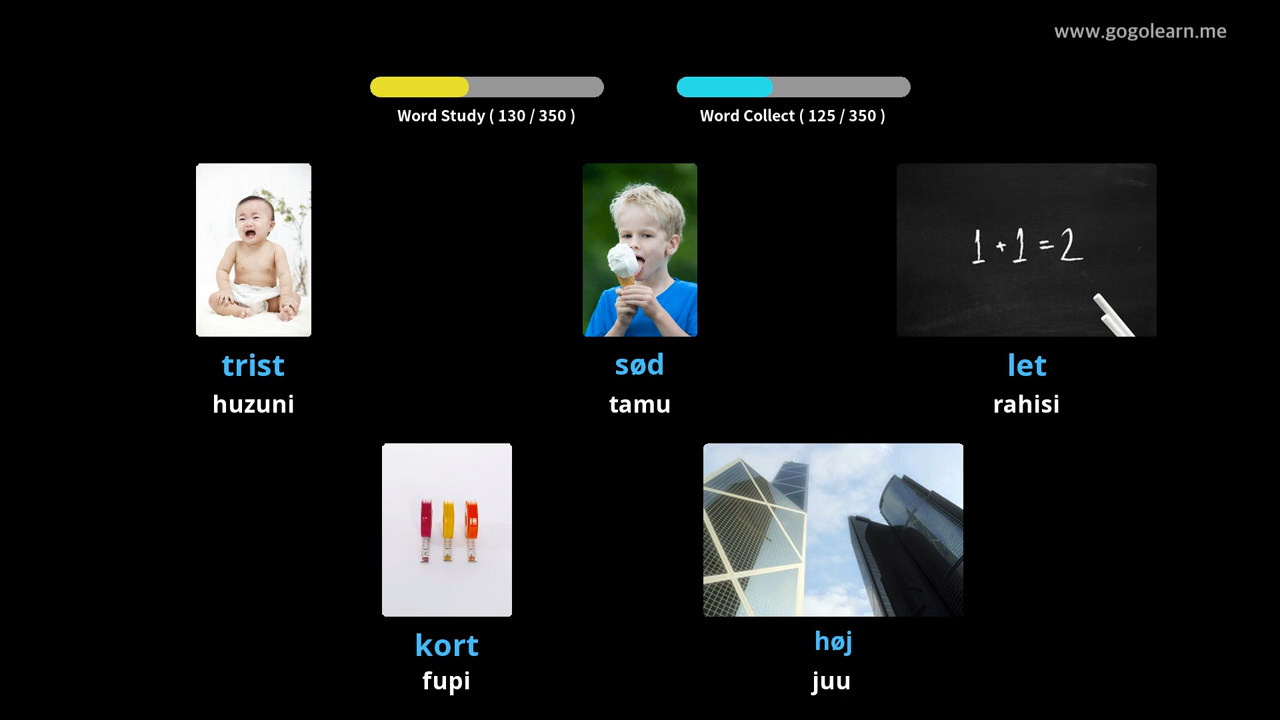 www.gogolearn.me
Word Study ( 130 / 350 )
Word Collect ( 125 / 350 )
1 + 1 = 2
trist
sød
let
huzuni
tamu
rahisi
kort
høj
fupi
juu